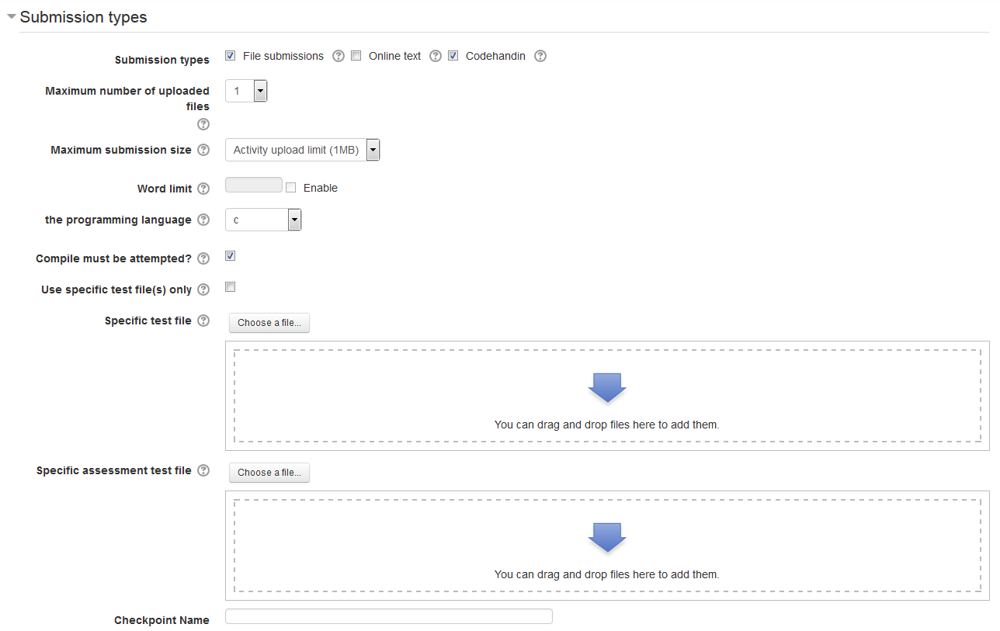 Submission types
Submission types File submissions Online text Codehandin
Maximum number of uploaded
files
1
Maximum submission size Activity upload limit (1MB)
Word limit Enable
the programming language c
Compile must be attempted?
Use specific test file(s) only
Specific test file Choose a file...
You can drag and drop files here to add them.
Specific assessment test file Choose a file...
You can drag and drop files here to add them.
Checkpoint Name